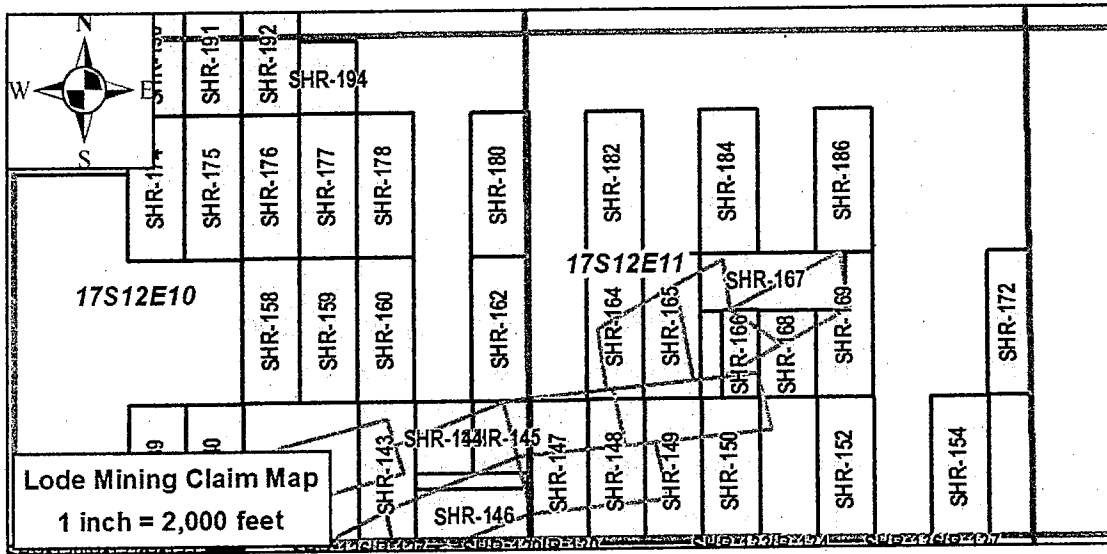 N
W
E
S
SHR-191
SHR-192
SHR-194
SHR-175
SHR-176
SHR-177
SHR-178
SHR-180
SHR-182
SHR-184
SHR-186
17S12E10
17S12E11
SHR-158
SHR-159
SHR-160
SHR-162
SHR-164
SHR-165
SHR-167
SHR-166
SHR-168
SHR-169
SHR-172
SHR-143
SHR-145
SHR-147
SHR-148
SHR-149
SHR-150
SHR-152
SHR-154
SHR-146
Lode Mining Claim Map
1 inch = 2,000 feet